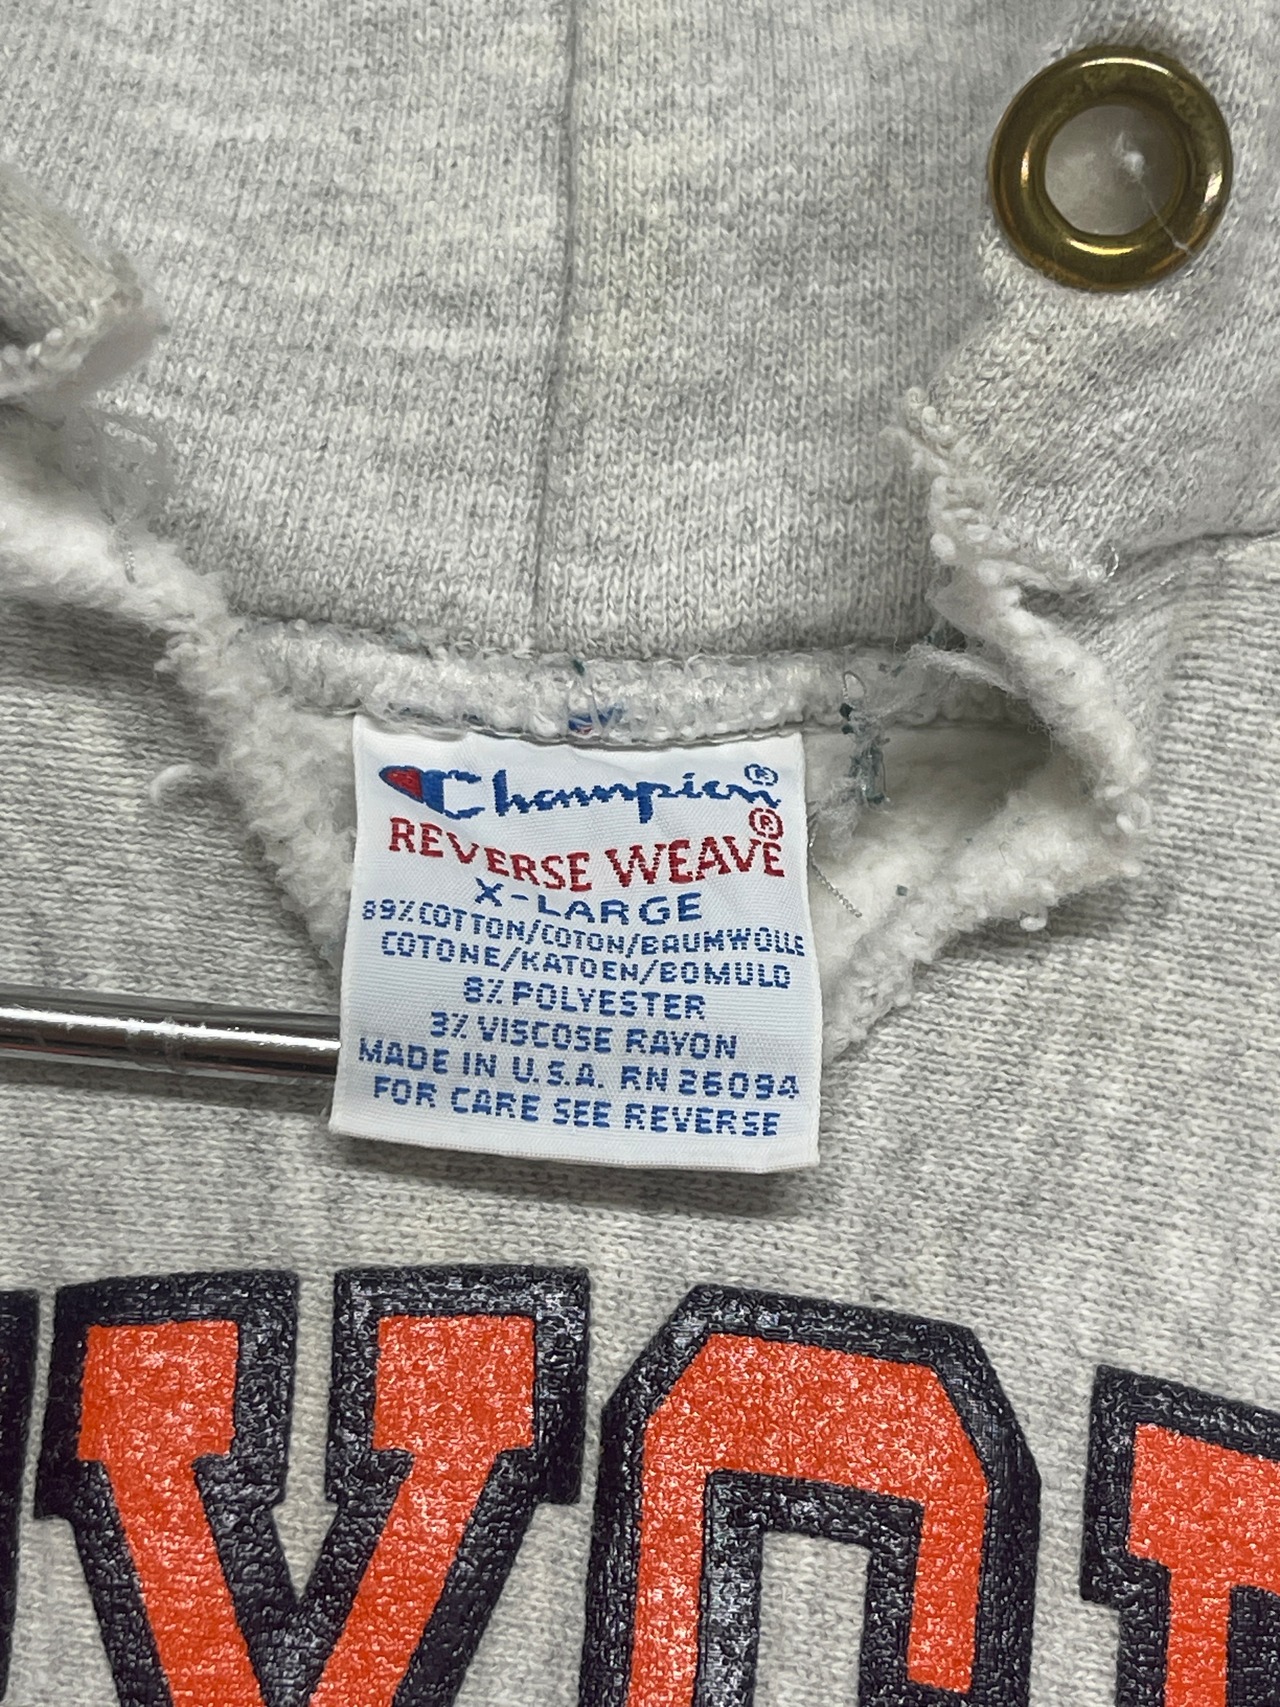 Champion®
REVERSE WEAVE®
X-LARGE
89% COTTON/COTON/BAUMWOLLE
COTONE/KATOEN/BOMULD
8% POLYESTER
3% VISCOSE RAYON
MADE IN U.S.A. RN 26094
FOR CARE SEE REVERSE